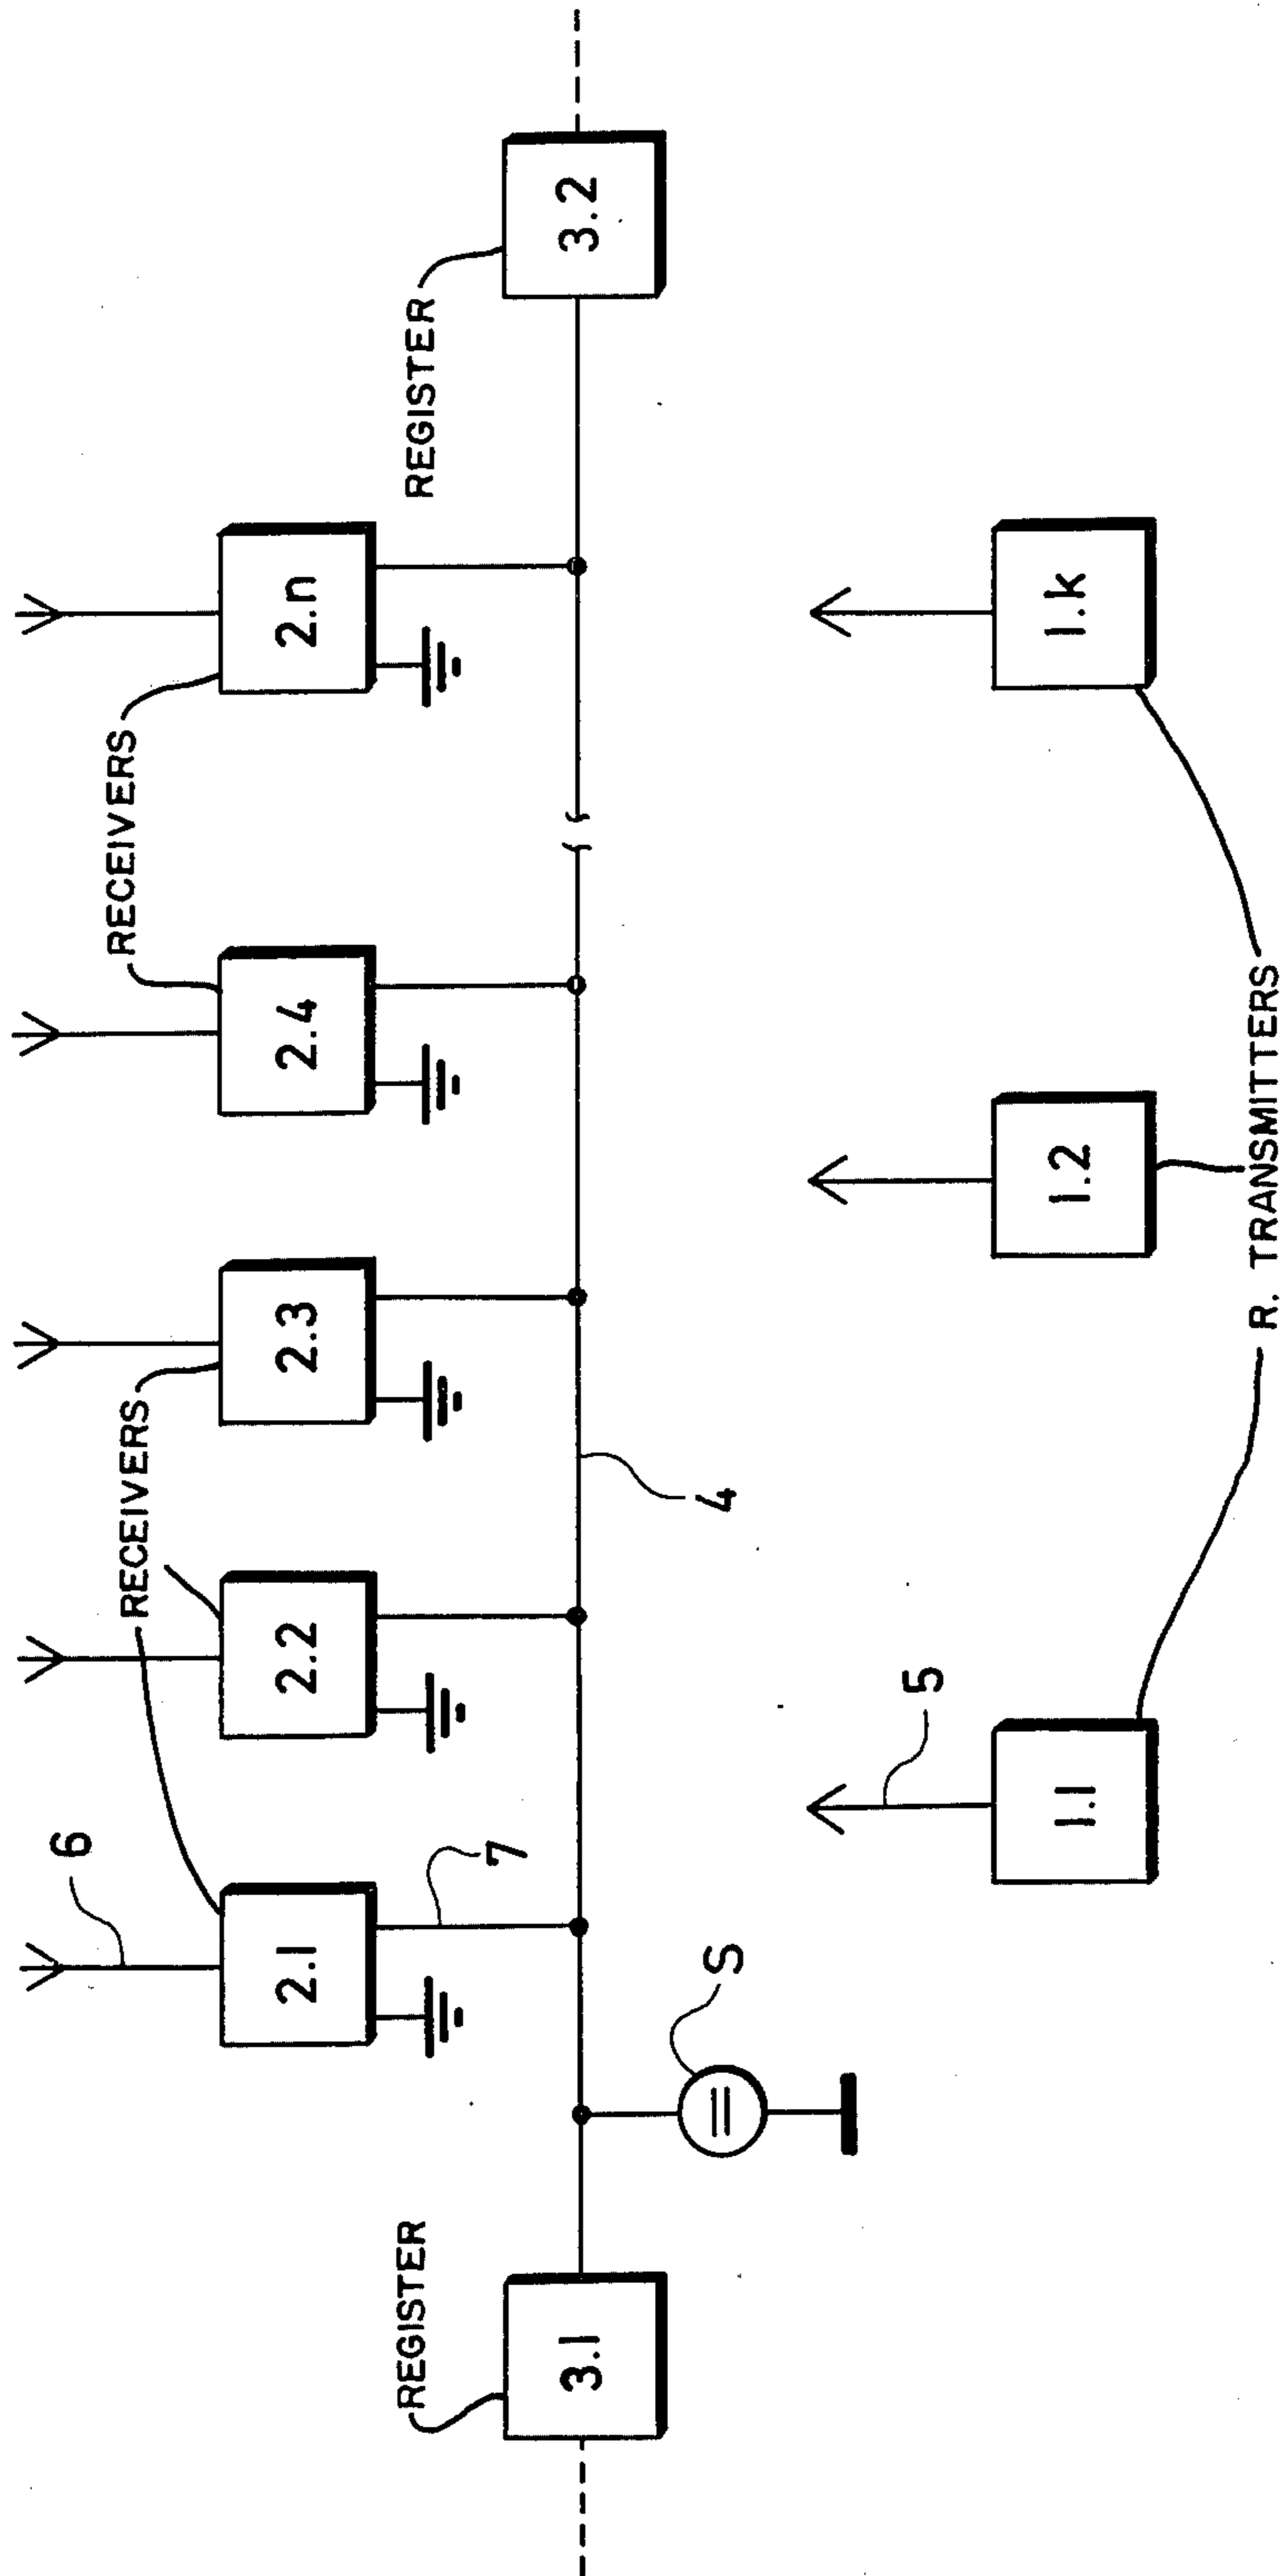 6
RECEIVERS
RECEIVERS
2.1
2.2
2.3
2.4
2.n
REGISTER
REGISTER
7
3.1
3.2
S
4
5
1.1
1.2
1.k
R. TRANSMITTERS